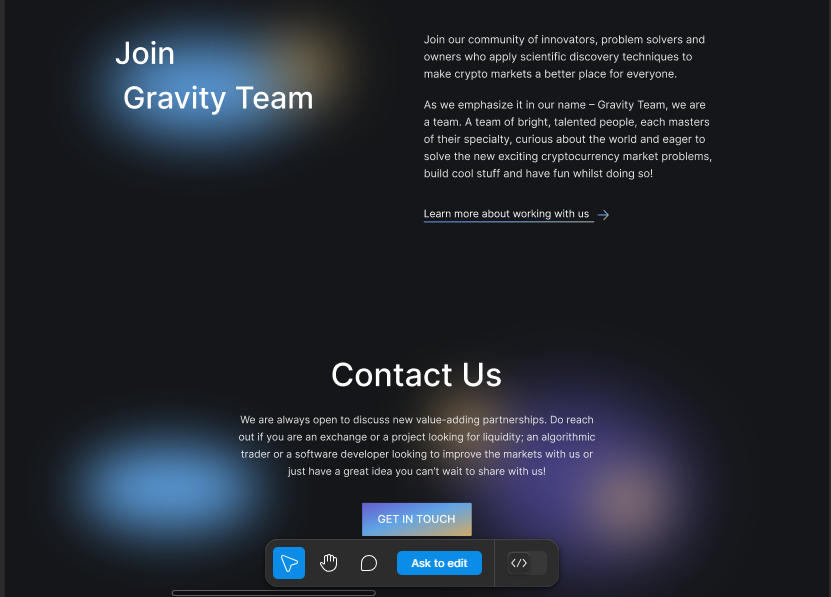 Join
Gravity Team
Join our community of innovators, problem solvers and
owners who apply scientific discovery techniques to
make crypto markets a better place for everyone.
As we emphasize it in our name – Gravity Team, we are
a team. A team of bright, talented people, each masters
of their specialty, curious about the world and eager to
solve the new exciting cryptocurrency market problems,
build cool stuff and have fun whilst doing so!
Learn more about working with us
Contact Us
We are always open to discuss new value-adding partnerships. Do reach
out if you are an exchange or a project looking for liquidity; an algorithmic
trader or a software developer looking to improve the markets with us or
just have a great idea you can't wait to share with us!
GET IN TOUCH
Ask to edit